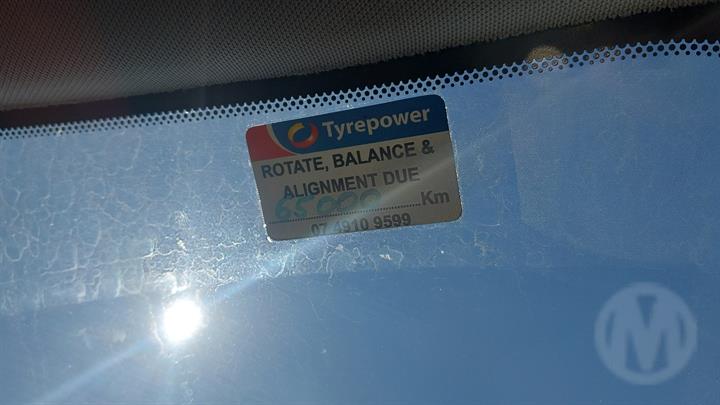 Tyrepower
ROTATE, BALANCE &
ALIGNMENT DUE
65000 Km
07 4910 9599
M